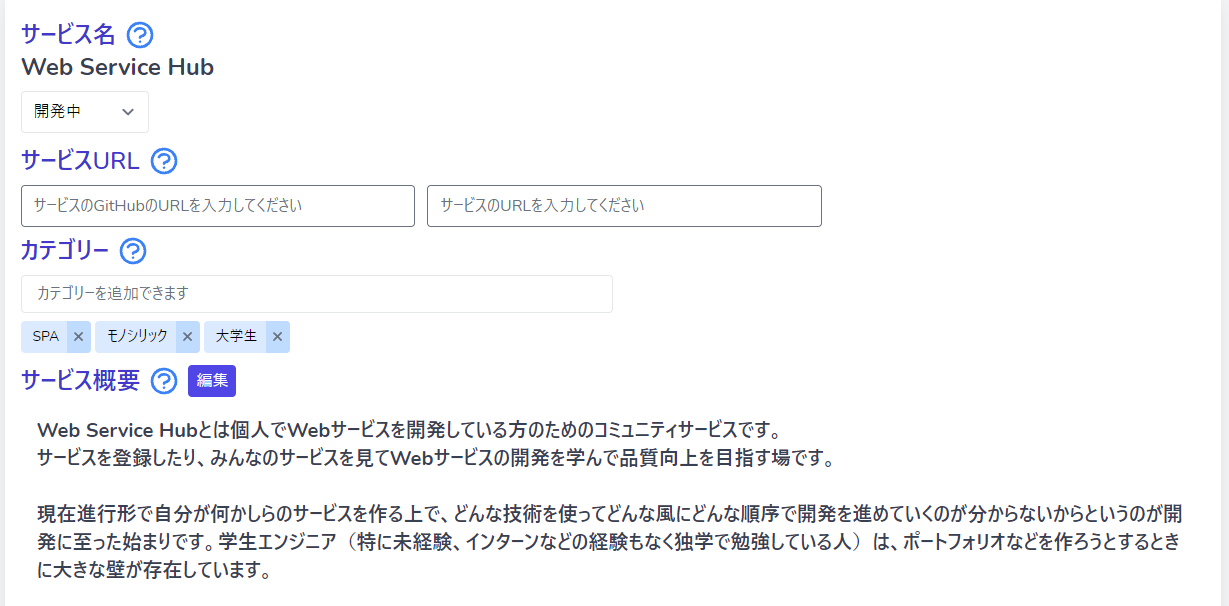 サービス名
Web Service Hub
開発中
サービスURL
サービスのGitHubのURLを入力してください サービスのURLを入力してください
カテゴリー
カテゴリーを追加できます
SPA × モノシリック × 大学生 ×
サービス概要 編集
Web Service Hubとは個人でWebサービスを開発している方のためのコミュニティサービスです。
サービスを登録したり、みんなのサービスを見てWebサービスの開発を学んで品質向上を目指す場です。
現在進行形で自分が何かしらのサービスを作る上で、どんな技術を使ってどんな風にどんな順序で開発を進めていくのが分からないからというのが開
発に至った始まりです。学生エンジニア（特に未経験、インターンなどの経験もなく独学で勉強している人）は、ポートフォリオなどを作ろうとするとき
に大きな壁が存在しています。